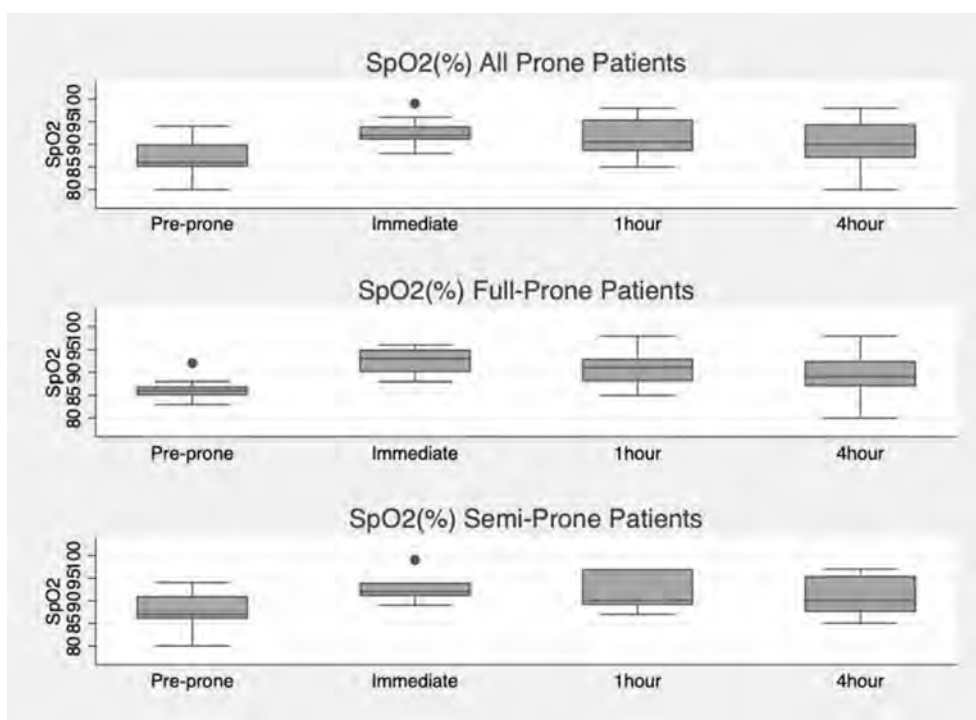 SpO2(%) All Prone Patients
SpO2
80 85 90 95 100
Pre-prone Immediate 1hour 4hour
SpO2(%) Full-Prone Patients
SpO2
80 85 90 95 100
Pre-prone Immediate 1hour 4hour
SpO2(%) Semi-Prone Patients
SpO2
80 85 90 95 100
Pre-prone Immediate 1hour 4hour